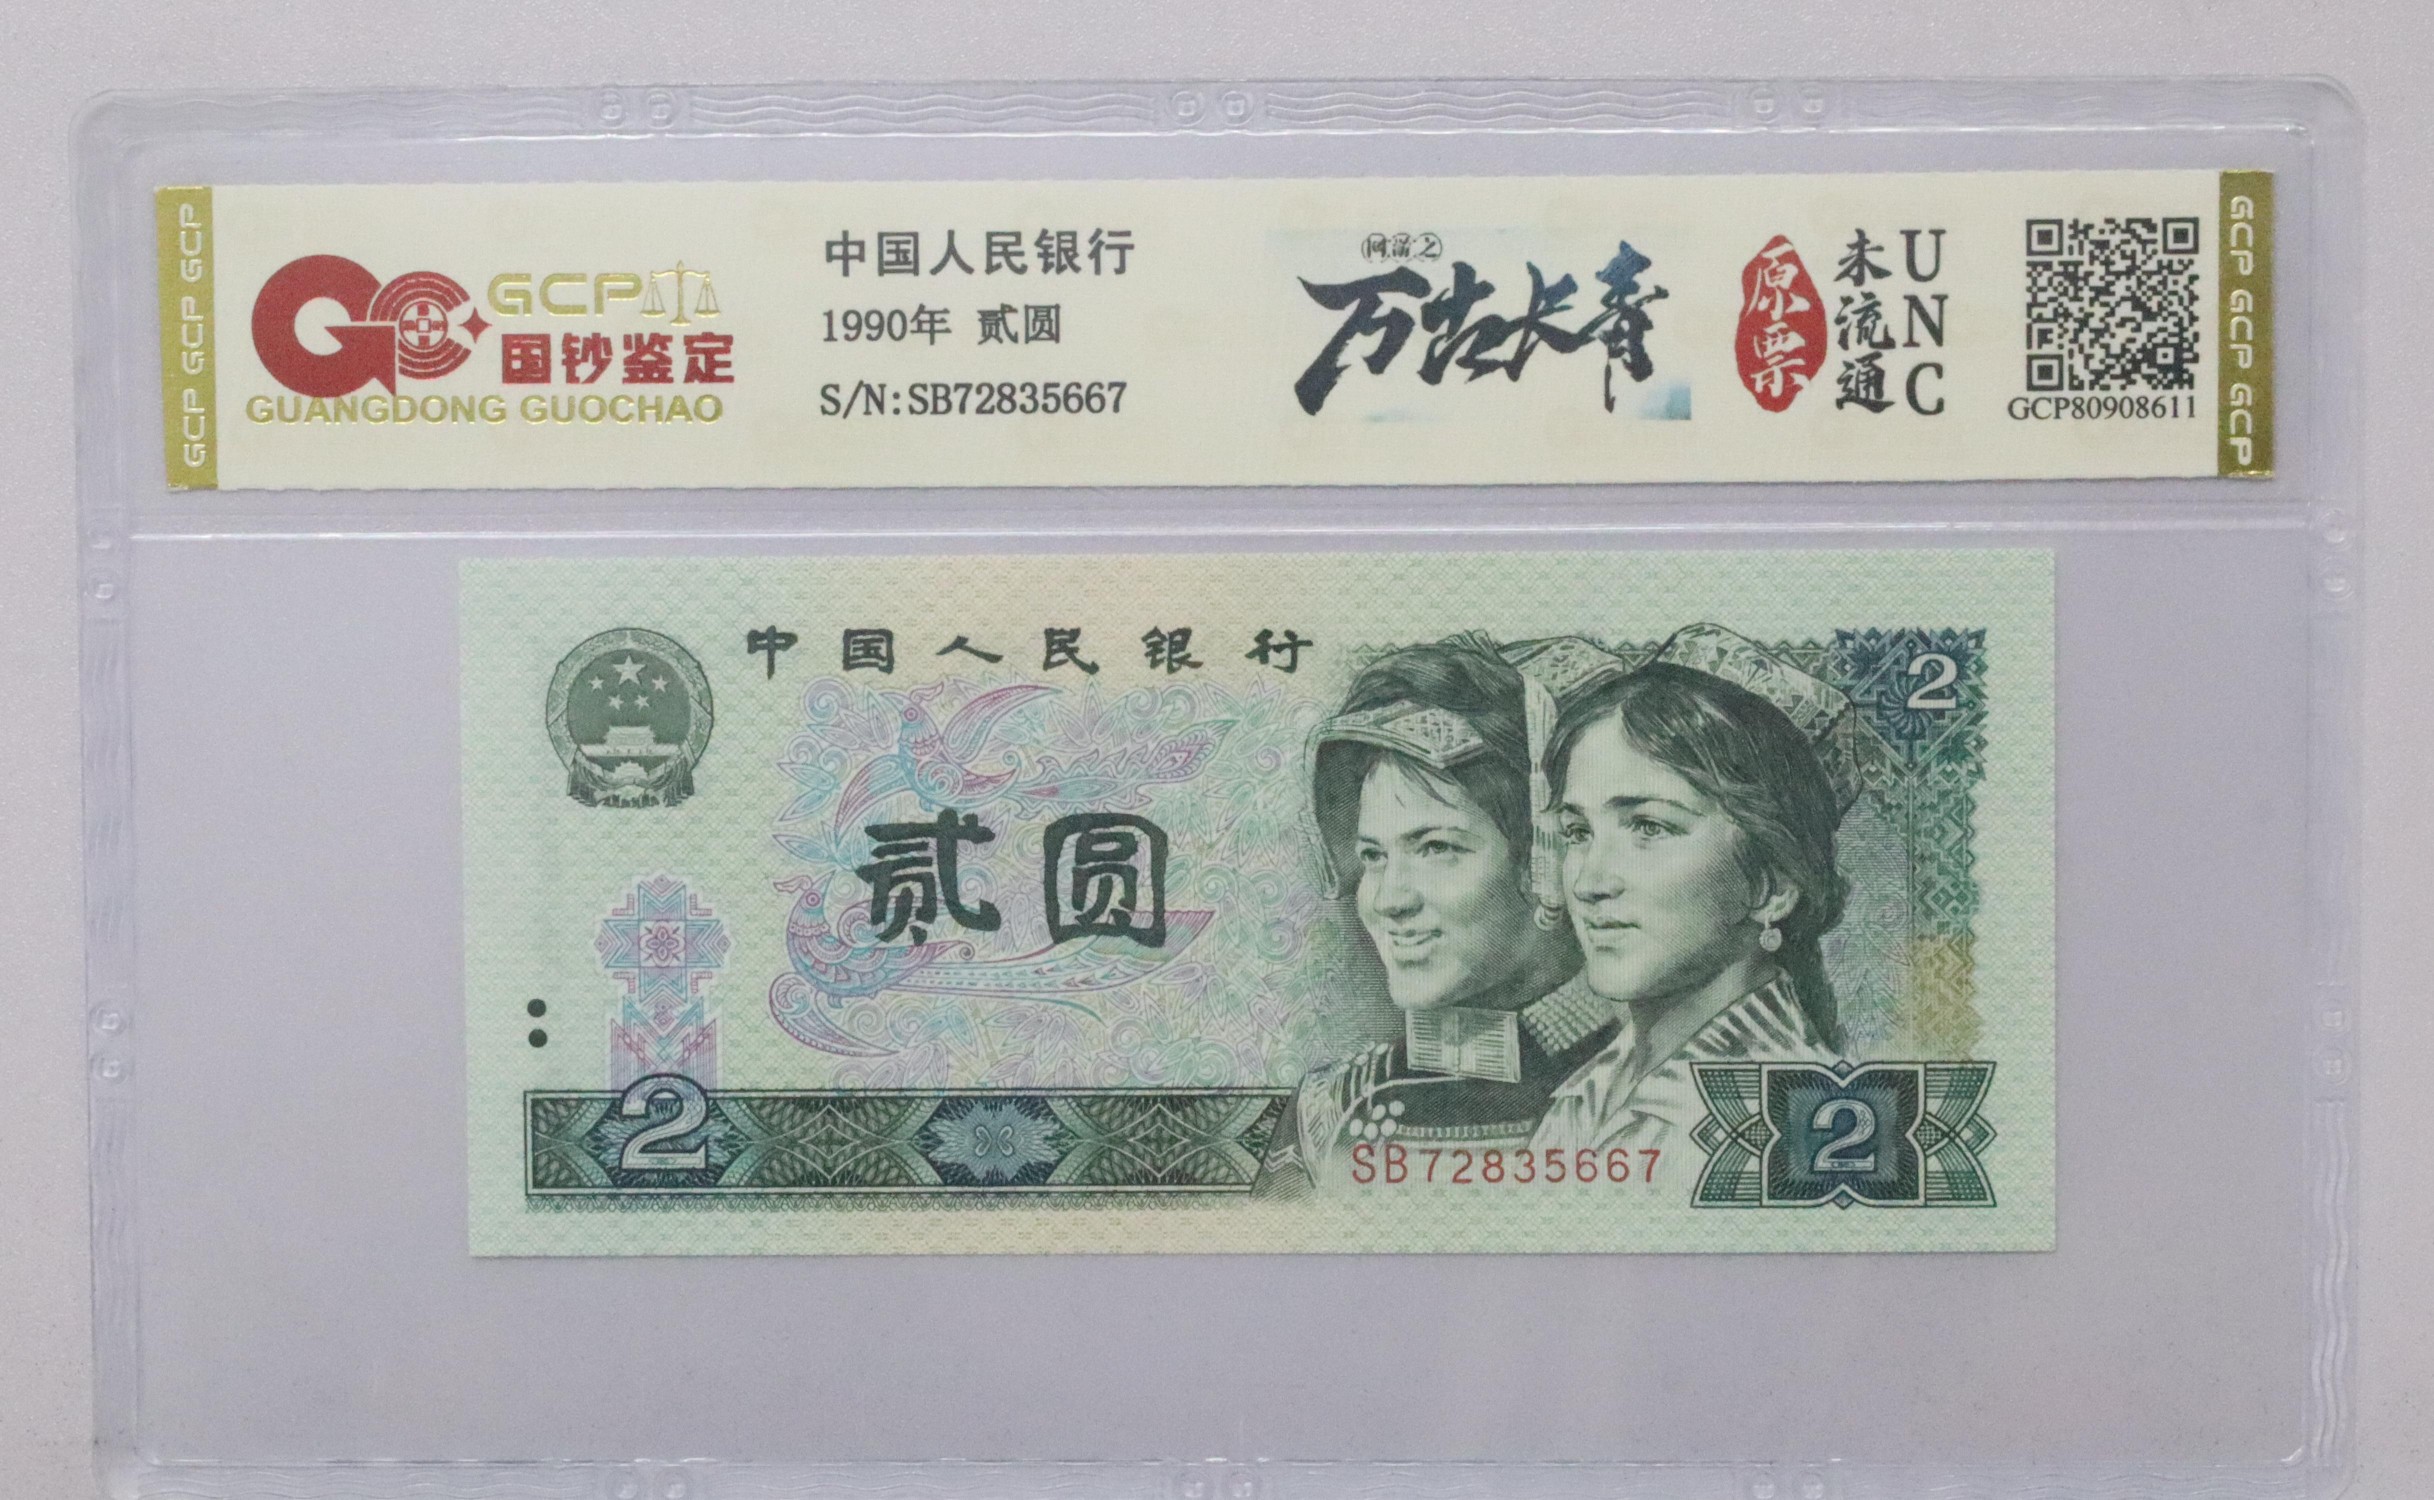 GCP GCP GCP
GCP
国钞鉴定
GUANGDONG GUOCHAO
中国人民银行
1990年 贰圆
S/N:SB72835667
万古长青
原票
未流通
UNC
GCP80908611
GCP GCP GCP GCP
中国人民银行
2
贰圆
2
SB72835667
2